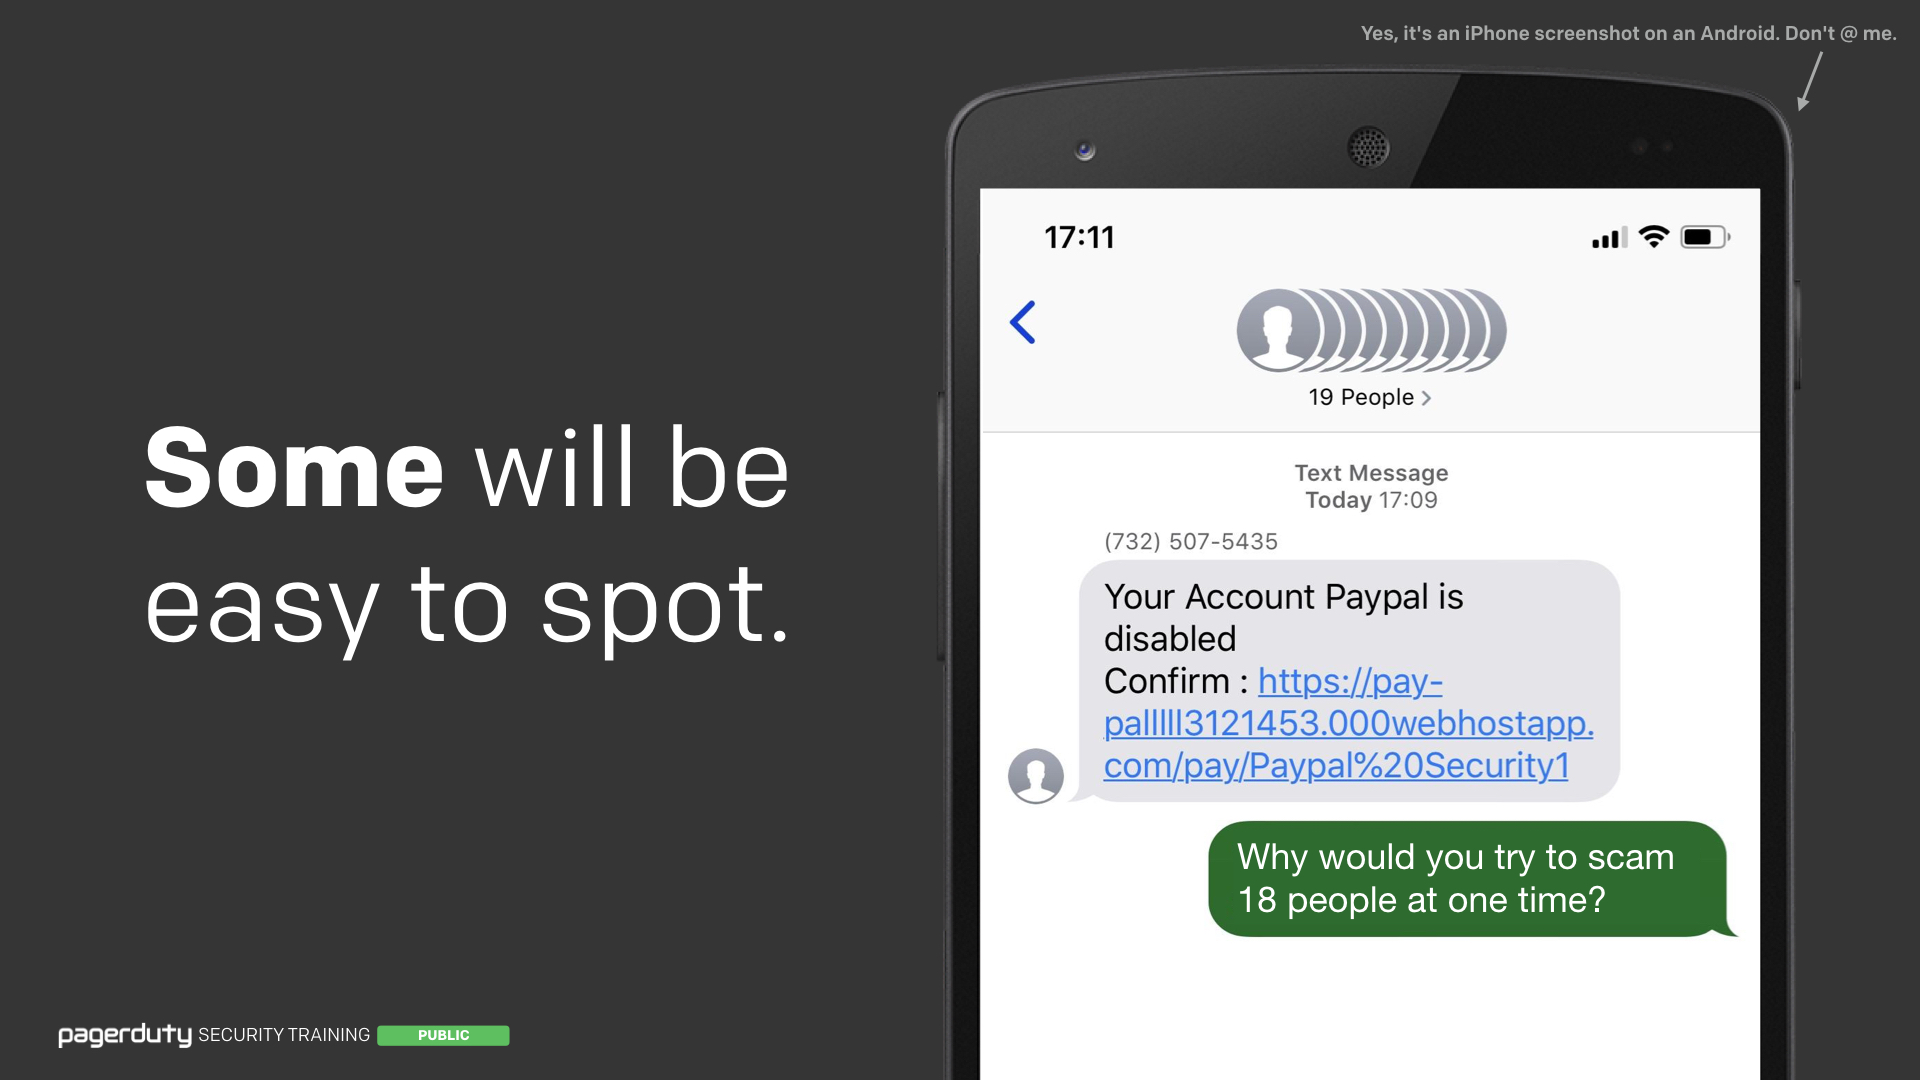 Yes, it's an iPhone screenshot on an Android. Don't @ me.
Some will be
easy to spot.
17:11
19 People
Text Message
Today 17:09
(732) 507-5435
Your Account Paypal is
disabled
Confirm : https://pay-
palllll3121453.000webhostapp.
com/pay/Paypal%20Security1
Why would you try to scam
18 people at one time?
pagerduty SECURITY TRAINING PUBLIC